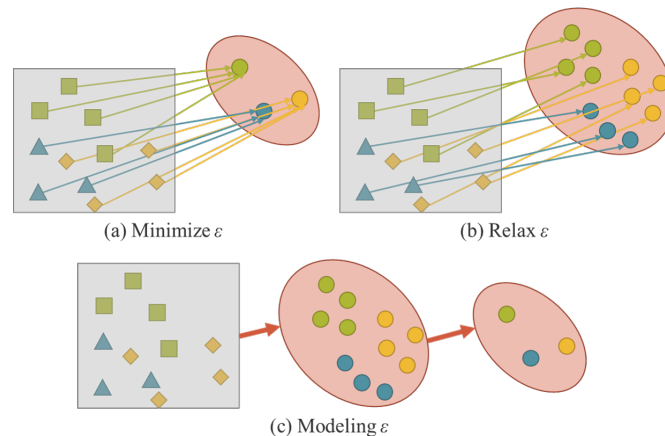 (a) Minimize ε
(b) Relax ε
(c) Modeling ε